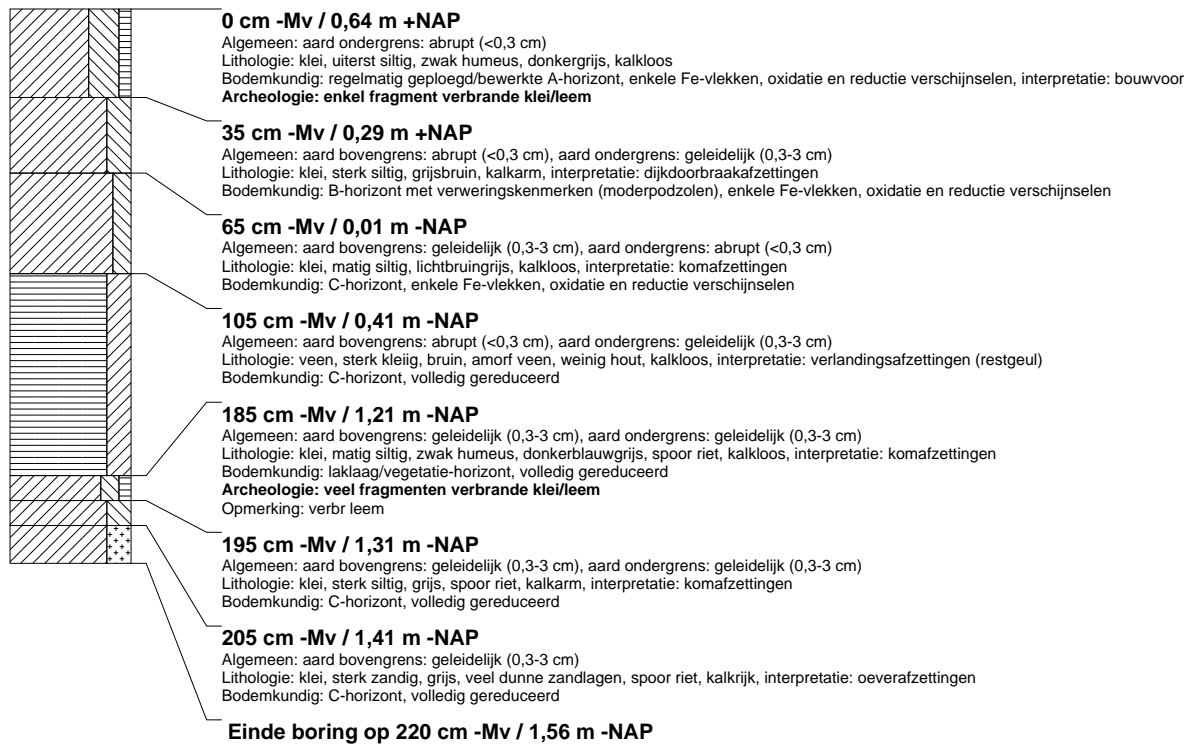 0 cm -Mv / 0,64 m +NAP
Algemeen: aard ondergrens: abrupt (<0,3 cm)
Lithologie: klei, uiterst siltig, zwak humeus, donkergrijs, kalkloos
Bodemkundig: regelmatig geploegd/bewerkte A-horizont, enkele Fe-vlekken, oxidatie en reductie verschijnselen, interpretatie: bouwvoor
Archeologie: enkel fragment verbrande klei/leem
35 cm -Mv / 0,29 m +NAP
Algemeen: aard bovengrens: abrupt (<0,3 cm), aard ondergrens: geleidelijk (0,3-3 cm)
Lithologie: klei, sterk siltig, grijsbruin, kalkarm, interpretatie: dijkdoorbraakafzettingen
Bodemkundig: B-horizont met verweringskenmerken (moderpodzolen), enkele Fe-vlekken, oxidatie en reductie verschijnselen
65 cm -Mv / 0,01 m -NAP
Algemeen: aard bovengrens: geleidelijk (0,3-3 cm), aard ondergrens: abrupt (<0,3 cm)
Lithologie: klei, matig siltig, lichtbruingrijs, kalkloos, interpretatie: komafzettingen
Bodemkundig: C-horizont, enkele Fe-vlekken, oxidatie en reductie verschijnselen
105 cm -Mv / 0,41 m -NAP
Algemeen: aard bovengrens: abrupt (<0,3 cm), aard ondergrens: geleidelijk (0,3-3 cm)
Lithologie: veen, sterk kleiig, bruin, amorf veen, weinig hout, kalkloos, interpretatie: verlandingsafzettingen (restgeul)
Bodemkundig: C-horizont, volledig gereduceerd
185 cm -Mv / 1,21 m -NAP
Algemeen: aard bovengrens: geleidelijk (0,3-3 cm), aard ondergrens: geleidelijk (0,3-3 cm)
Lithologie: klei, matig siltig, zwak humeus, donkerblauwgrijs, spoor riet, kalkloos, interpretatie: komafzettingen
Bodemkundig: laklaag/vegetatie-horizont, volledig gereduceerd
Archeologie: veel fragmenten verbrande klei/leem
Opmerking: verbr leem
195 cm -Mv / 1,31 m -NAP
Algemeen: aard bovengrens: geleidelijk (0,3-3 cm), aard ondergrens: geleidelijk (0,3-3 cm)
Lithologie: klei, sterk siltig, grijs, spoor riet, kalkarm, interpretatie: komafzettingen
Bodemkundig: C-horizont, volledig gereduceerd
205 cm -Mv / 1,41 m -NAP
Algemeen: aard bovengrens: geleidelijk (0,3-3 cm)
Lithologie: klei, sterk zandig, grijs, veel dunne zandlagen, spoor riet, kalkrijk, interpretatie: oeverafzettingen
Bodemkundig: C-horizont, volledig gereduceerd
Einde boring op 220 cm -Mv / 1,56 m -NAP